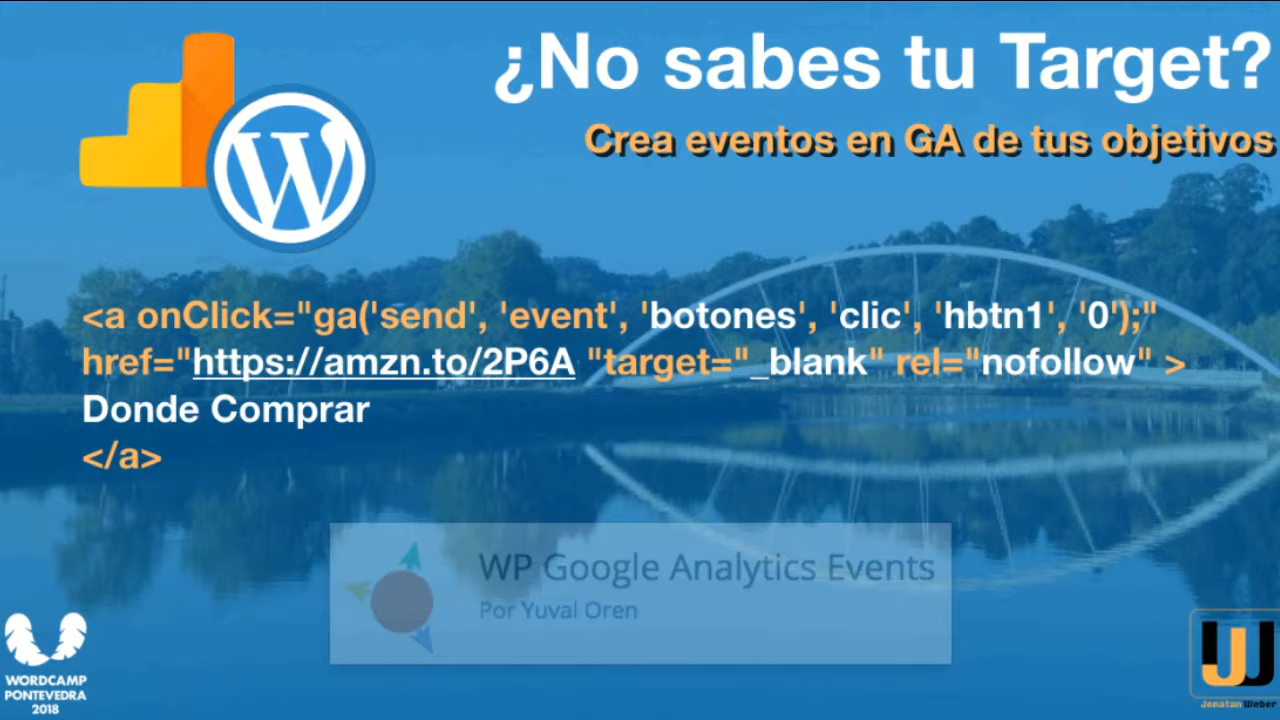 ¿No sabes tu Target?
Crea eventos en GA de tus objetivos
<a onClick="ga('send', 'event', 'botones', 'clic', 'hbtn1', '0');"
href="https://amzn.to/2P6A "target="_blank" rel="nofollow" >
Donde Comprar
</a>
WP Google Analytics Events
Por Yuval Oren
WORDCAMP
PONTEVEDRA
2018
Jonatan Weber